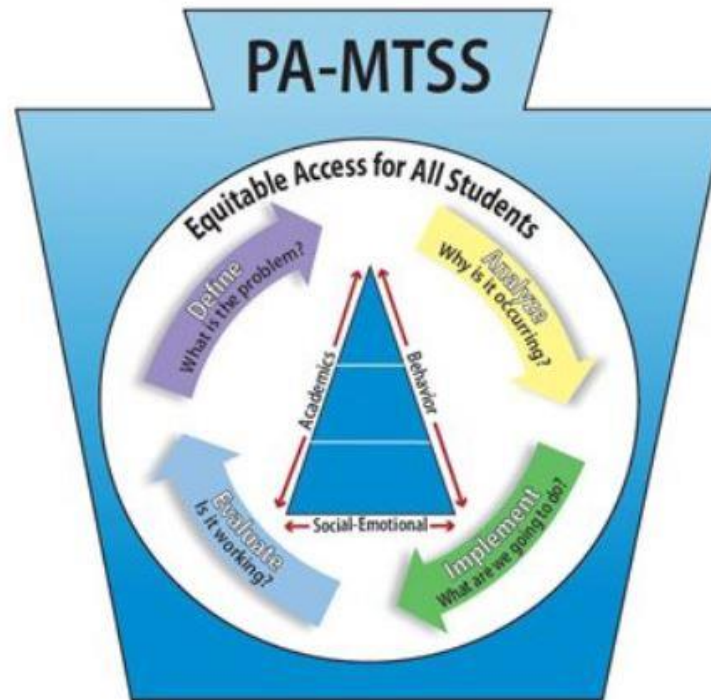 PA-MTSS
Equitable Access for All Students
Define
What is the problem?
Analyze
Why is it occurring?
Academics
Behavior
Social-Emotional
Evaluate
Is it working?
Implement
What are we going to do?